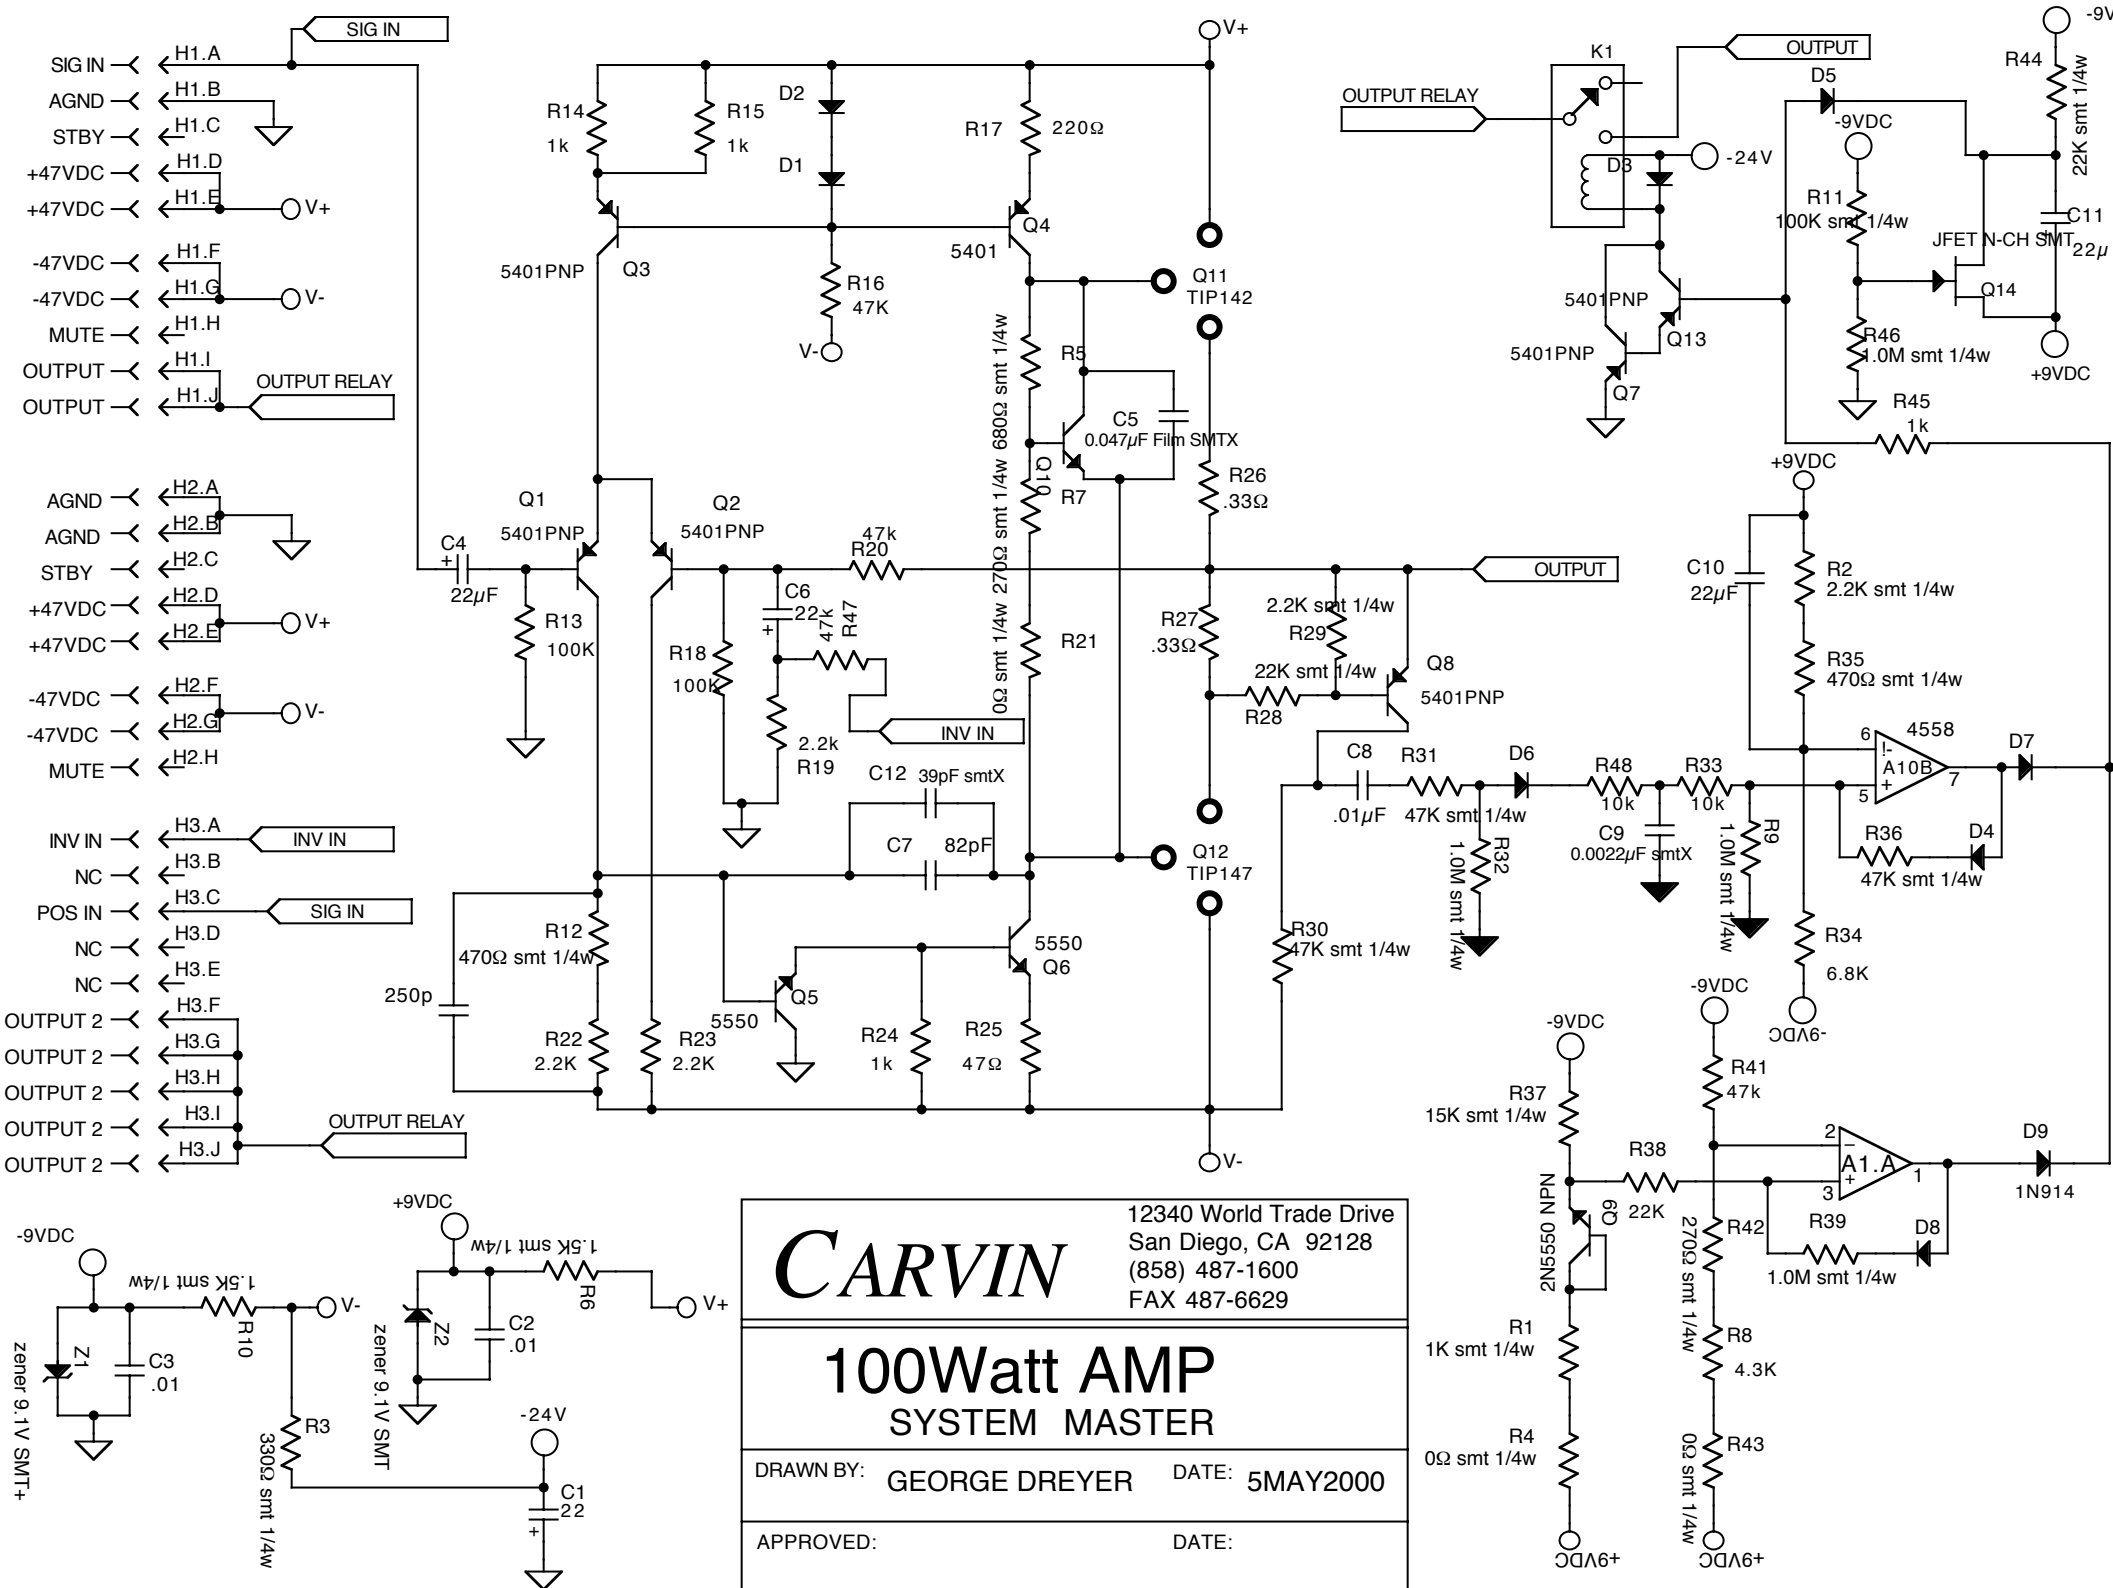 SIG IN
H1.A
AGND
H1.B
STBY
H1.C
+47VDC
H1.D
+47VDC
H1.E
V+
-47VDC
H1.F
-47VDC
H1.G
V-
MUTE
H1.H
OUTPUT
H1.I
OUTPUT
H1.J
OUTPUT RELAY
SIG IN
AGND
H2.A
AGND
H2.B
STBY
H2.C
+47VDC
H2.D
+47VDC
H2.E
V+
-47VDC
H2.F
-47VDC
H2.G
V-
MUTE
H2.H
INV IN
H3.A
INV IN
NC
H3.B
POS IN
H3.C
SIG IN
NC
H3.D
NC
H3.E
OUTPUT 2
H3.F
OUTPUT 2
H3.G
OUTPUT 2
H3.H
OUTPUT 2
H3.I
OUTPUT 2
H3.J
OUTPUT RELAY
V+
R14
1k
R15
1k
D2
D1
R17
220Ω
5401PNP
Q3
Q4
5401
R16
47K
V-
Q11
TIP142
R5
680Ω smt 1/4w
C5
0.047µF Film SMTX
Q10
R7
270Ω smt 1/4w
R26
.33Ω
Q1
5401PNP
Q2
5401PNP
C4
+
22µF
R13
100K
47k
R20
C6
22
+
47k
R47
R18
100K
2.2k
R19
INV IN
0Ω smt 1/4w
R21
R27
.33Ω
OUTPUT
2.2K smt 1/4w
R29
22K smt 1/4w
R28
Q8
5401PNP
C12
39pF smtX
C7
82pF
Q12
TIP147
R12
470Ω smt 1/4w
250p
R22
2.2K
R23
2.2K
Q5
5550
5550
Q6
R24
1k
R25
47Ω
R30
47K smt 1/4w
V-
C8
.01µF
R31
47K smt 1/4w
D6
R32
1.0M smt 1/4w
R48
10k
R33
10k
C9
0.0022µF smtX
R9
1.0M smt 1/4w
K1
OUTPUT
OUTPUT RELAY
D3
-24V
D5
-9V
R44
22K smt 1/4w
-9VDC
R11
100K smt 1/4w
C11
+
22µ
JFET N-CH SMT
Q14
5401PNP
Q13
5401PNP
Q7
R46
1.0M smt 1/4w
+9VDC
R45
1k
+9VDC
C10
22µF
R2
2.2K smt 1/4w
R35
470Ω smt 1/4w
6
!-
4558
A10B
7
5
+
D7
R36
D4
47K smt 1/4w
R34
6.8K
-9VDC
-9VDC
-9VDC
R41
47k
R37
15K smt 1/4w
R38
22K
2
-
A1.A
1
3
+
D9
1N914
2N5550 NPN
Q9
R42
270Ω smt 1/4w
R39
D8
1.0M smt 1/4w
R1
1K smt 1/4w
R8
4.3K
R4
0Ω smt 1/4w
R43
0Ω smt 1/4w
+9VDC
+9VDC
-9VDC
1.5K smt 1/4w
R10
V-
Z1
zener 9.1V SMT+
C3
.01
R3
330Ω smt 1/4w
+9VDC
1.5K smt 1/4w
R6
V+
Z2
zener 9.1V SMT
C2
.01
-24V
C1
22
+
CARVIN
12340 World Trade Drive
San Diego, CA 92128
(858) 487-1600
FAX 487-6629
100Watt AMP
SYSTEM MASTER
DRAWN BY: GEORGE DREYER DATE: 5MAY2000
APPROVED: DATE: